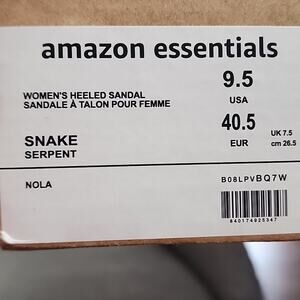 amazon essentials
WOMEN'S HEELED SANDAL
SANDALE À TALON POUR FEMME
9.5
USA
SNAKE
SERPENT
40.5
EUR
UK 7.5
cm 26.5
NOLA
B08LPVBQ7W
840174925347